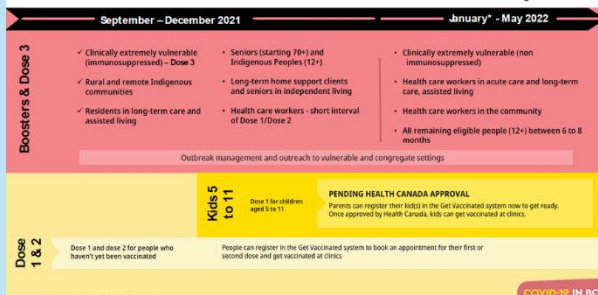 September – December 2021
January* - May 2022
Boosters & Dose 3
✓ Clinically extremely vulnerable
(immunosuppressed) – Dose 3
✓ Rural and remote Indigenous
communities
✓ Residents in long-term care and
assisted living
• Seniors (starting 70+) and
Indigenous Peoples (12+)
• Long-term home support clients
and seniors in independent living
• Health care workers - short interval
of Dose 1/Dose 2
• Clinically extremely vulnerable (non
immunosuppressed)
• Health care workers in acute care and long-term
care, assisted living
• Health care workers in the community
• All remaining eligible people (12+) between 6 to 8
months
Outbreak management and outreach to vulnerable and congregate settings
Kids 5
to 11
Dose 1 for children
aged 5 to 11
PENDING HEALTH CANADA APPROVAL
Parents can register their kid(s) in the Get Vaccinated system now to get ready.
Once approved by Health Canada, kids can get vaccinated at clinics.
Dose
1 & 2
Dose 1 and dose 2 for people who
haven't yet been vaccinated
People can register in the Get Vaccinated system to book an appointment for their first or
second dose and get vaccinated at clinics
COVID-19 IN BC